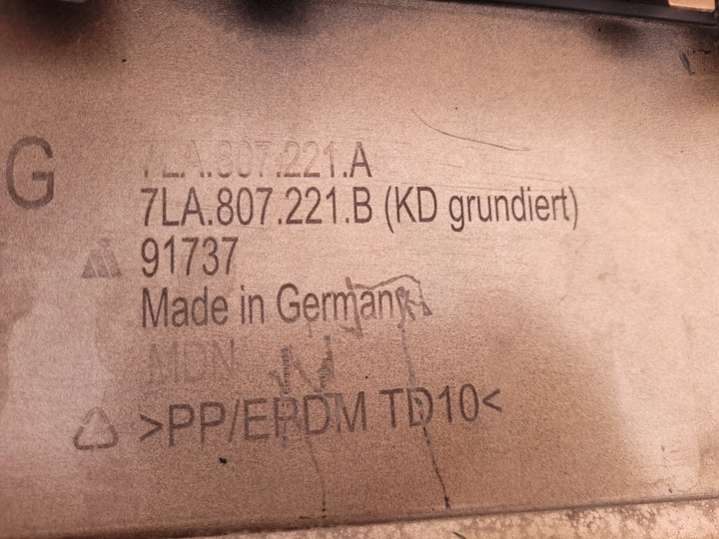 7LA.807.221.A
G
7LA.807.221.B (KD grundiert)
91737
Made in Germany
MDN
>PP/EPDM TD10<